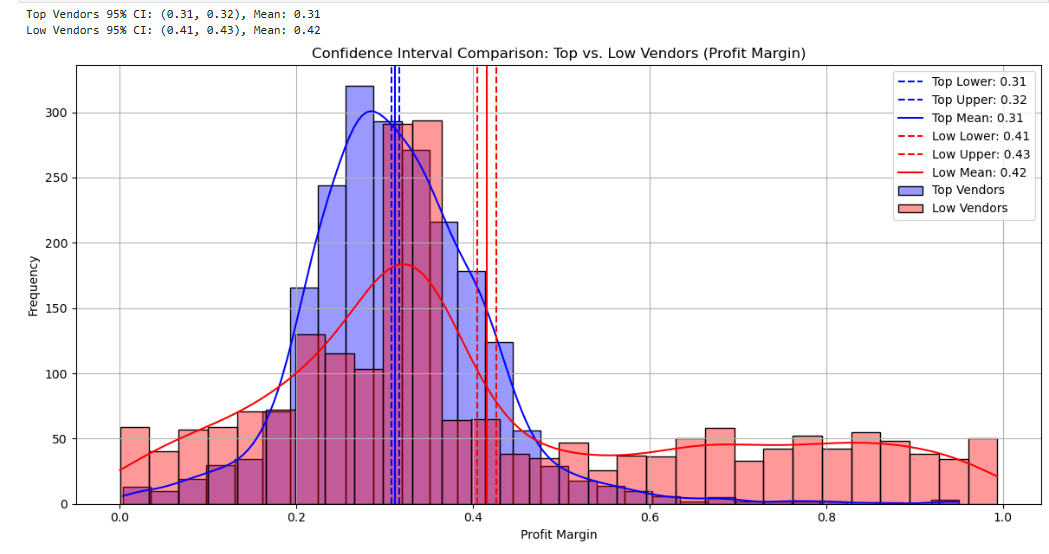 Top Vendors 95% CI: (0.31, 0.32), Mean: 0.31
Low Vendors 95% CI: (0.41, 0.43), Mean: 0.42
Confidence Interval Comparison: Top vs. Low Vendors (Profit Margin)
Top Lower: 0.31
Top Upper: 0.32
Top Mean: 0.31
Low Lower: 0.41
Low Upper: 0.43
Low Mean: 0.42
Top Vendors
Low Vendors
Frequency
300
250
200
150
100
50
0
0.0 0.2 0.4 0.6 0.8 1.0
Profit Margin